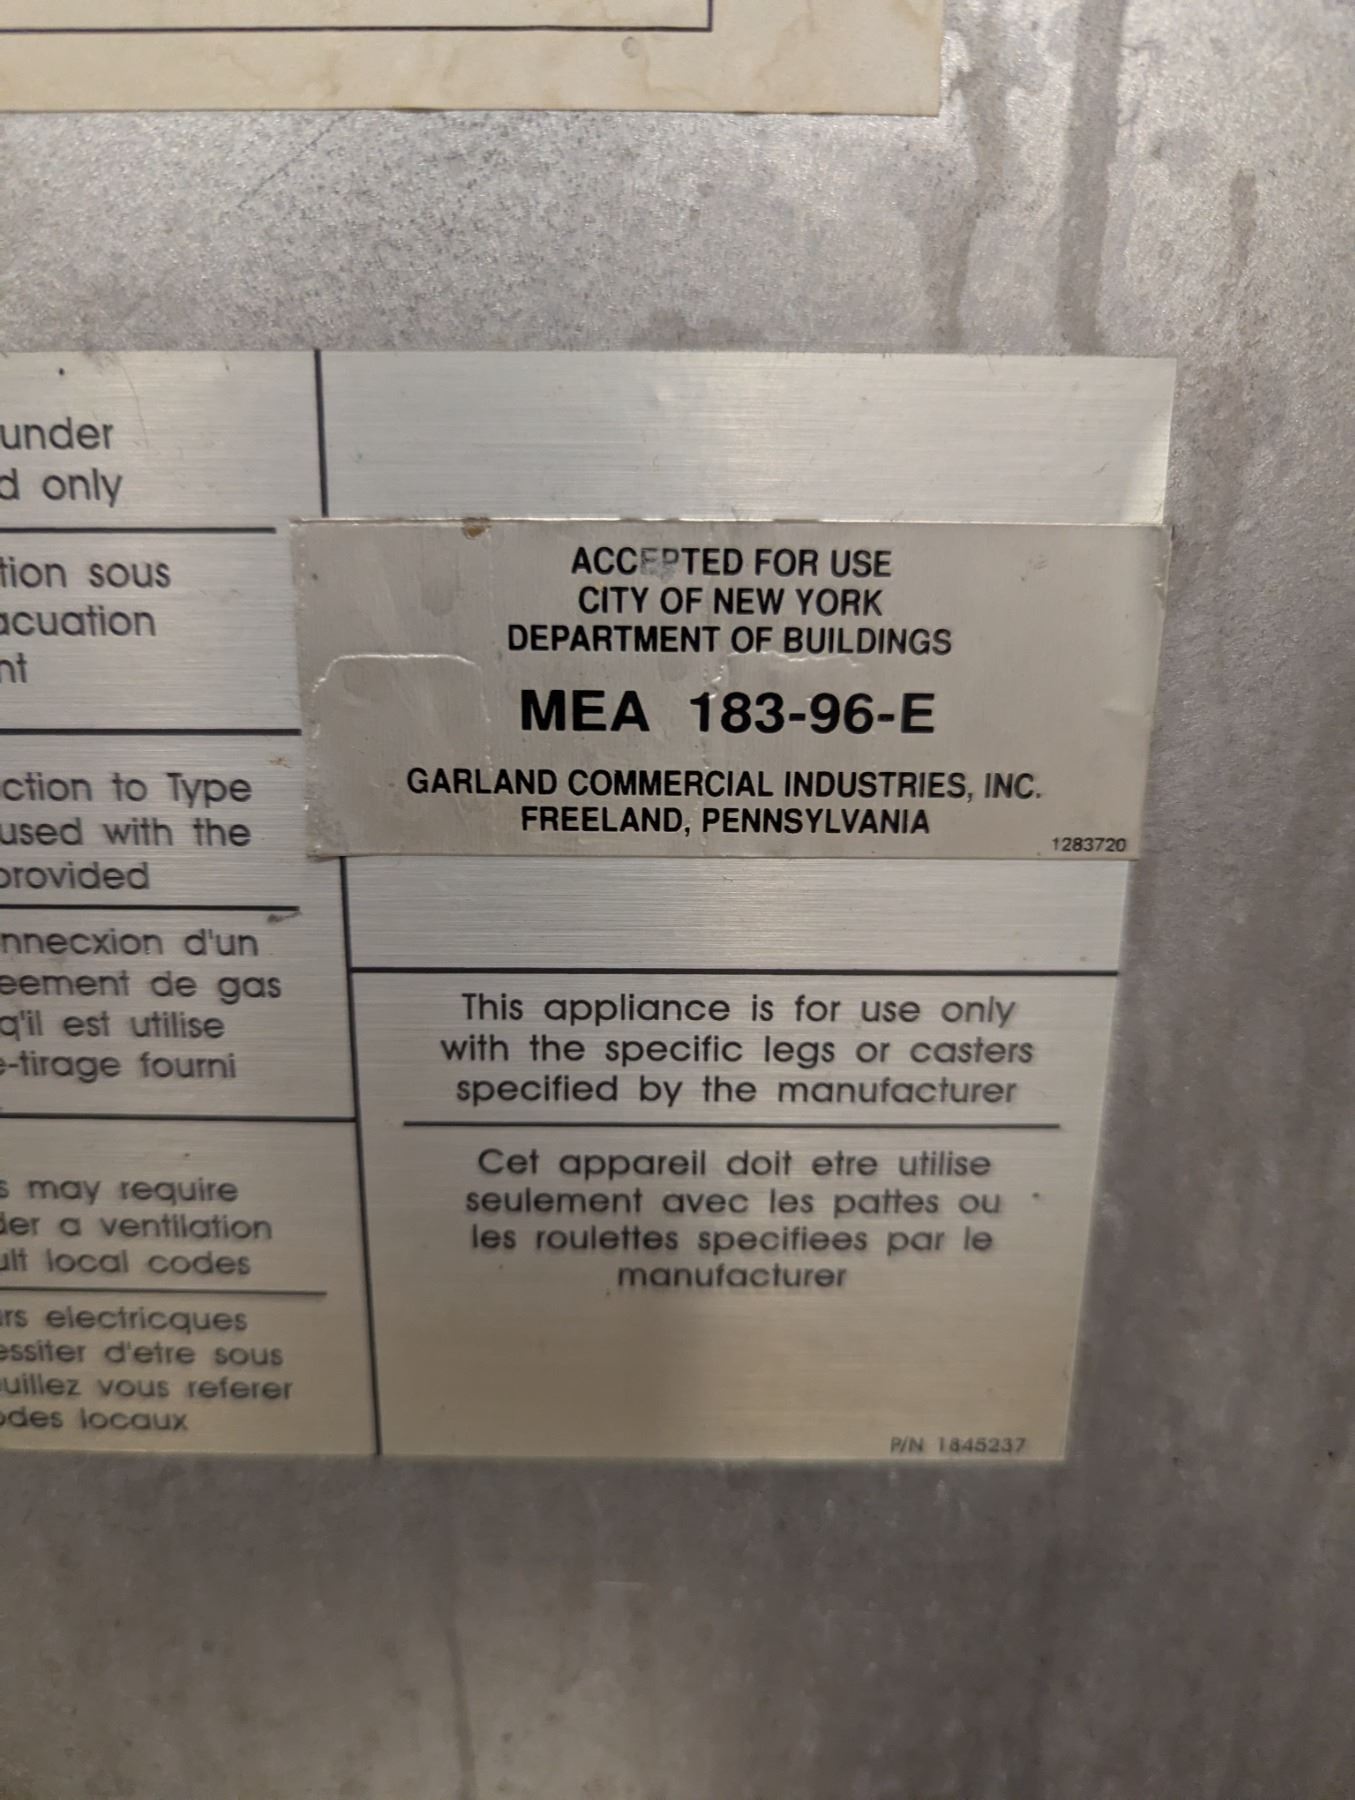 under
d only
tion sous
acuation
nt
ction to Type
used with the
provided
nnecxion d'un
eement de gas
q'il est utilise
e-tirage fourni
s may require
der a ventilation
ult local codes
rs electricques
essiter d'etre sous
uillez vous referer
odes locaux
ACCEPTED FOR USE
CITY OF NEW YORK
DEPARTMENT OF BUILDINGS
MEA 183-96-E
GARLAND COMMERCIAL INDUSTRIES, INC.
FREELAND, PENNSYLVANIA
1283720
This appliance is for use only
with the specific legs or casters
specified by the manufacturer
Cet appareil doit etre utilise
seulement avec les pattes ou
les roulettes specifiees par le
manufacturer
P/N 1845237